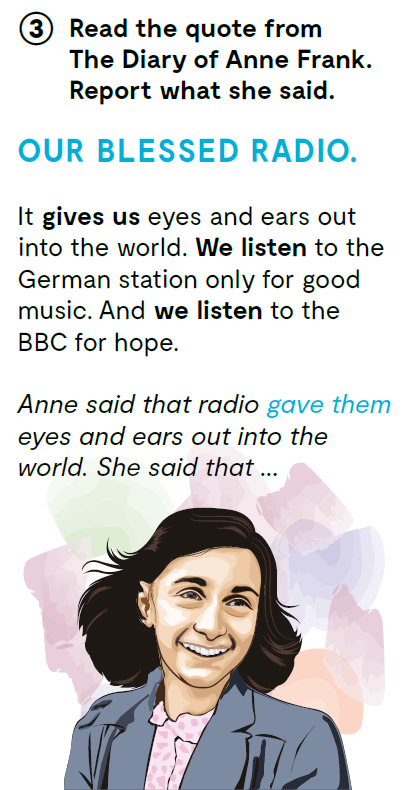 3 Read the quote from
The Diary of Anne Frank.
Report what she said.
OUR BLESSED RADIO.
It gives us eyes and ears out
into the world. We listen to the
German station only for good
music. And we listen to the
BBC for hope.
Anne said that radio gave them
eyes and ears out into the
world. She said that ...